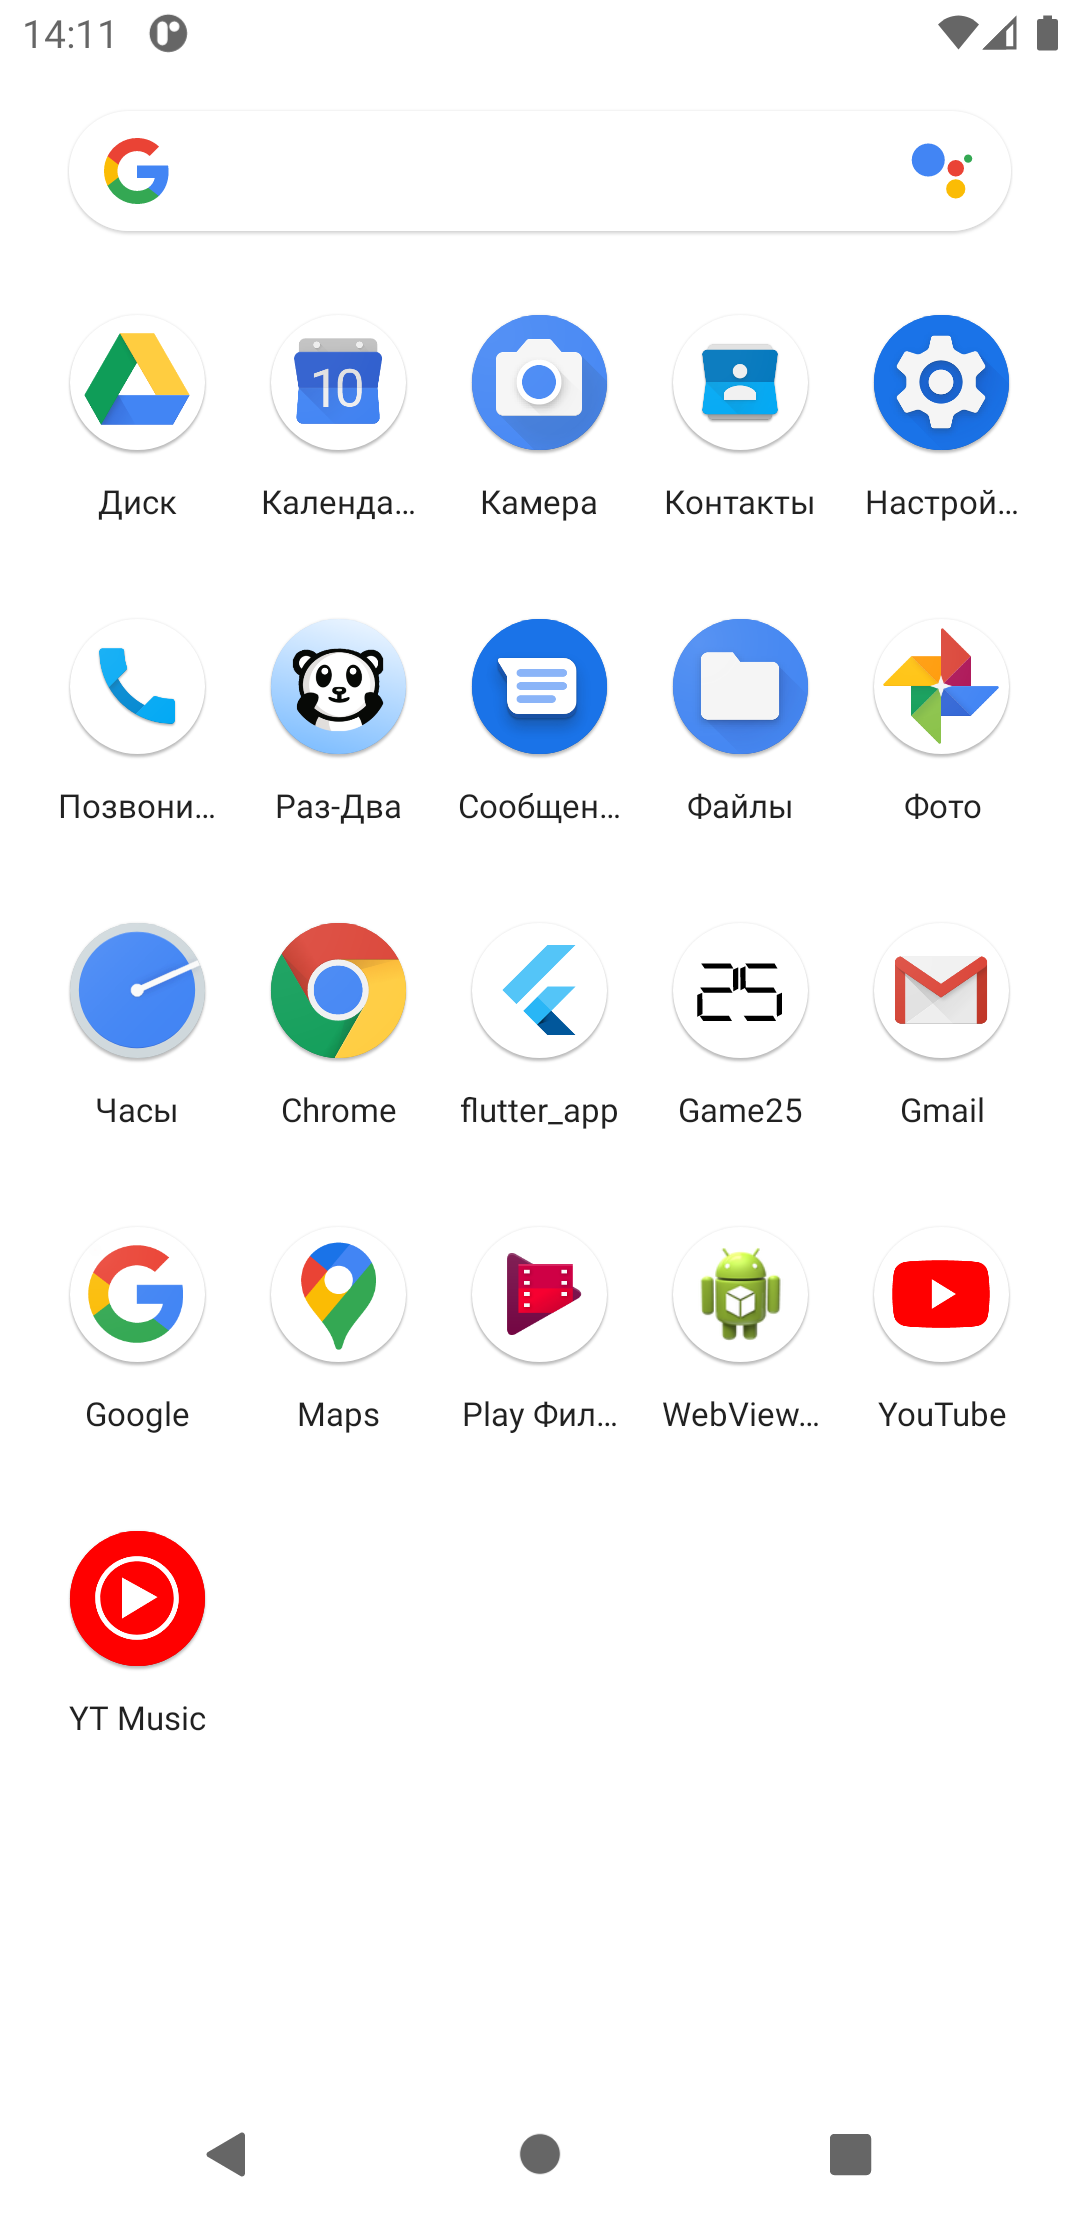 14:11
Диск Календа... Камера Контакты Настрой...
10
Позвони... Раз-Два Сообщен... Файлы Фото
25
Часы Chrome flutter_app Game25 Gmail
Google Maps Play Фил... WebView... YouTube
YT Music